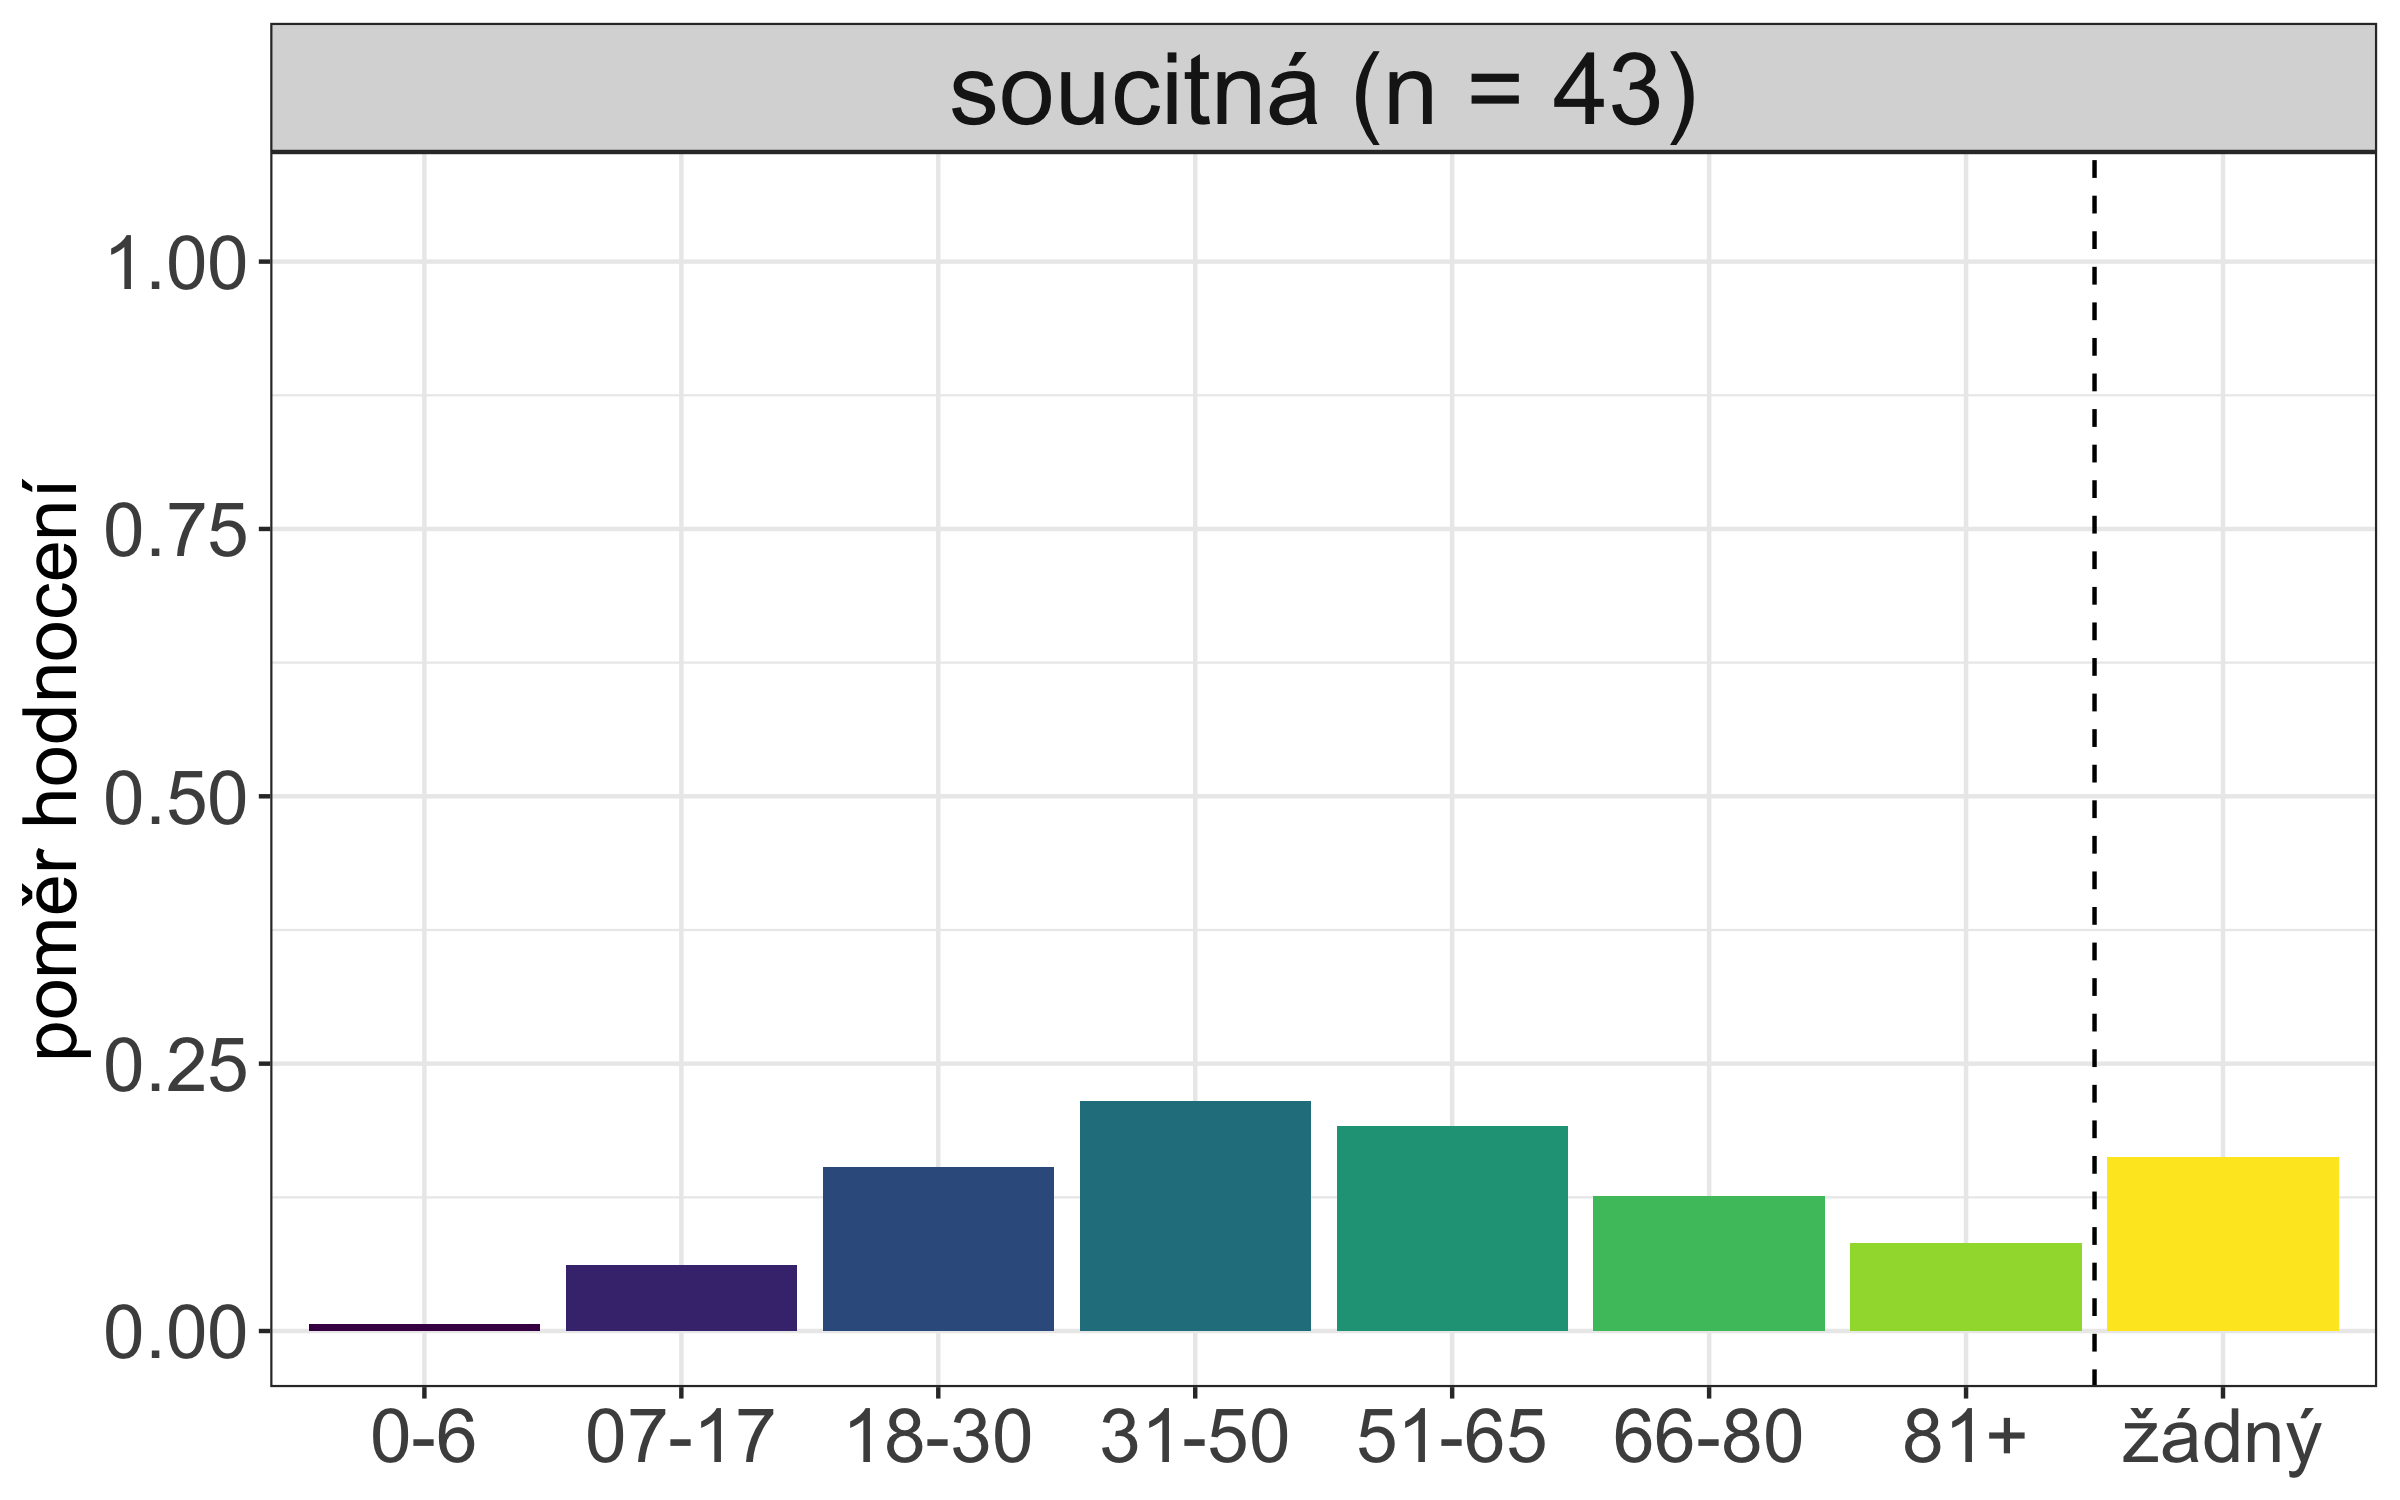 soucitná (n = 43)
poměr hodnocení
1.00
0.75
0.50
0.25
0.00
0-6 07-17 18-30 31-50 51-65 66-80 81+ žádný